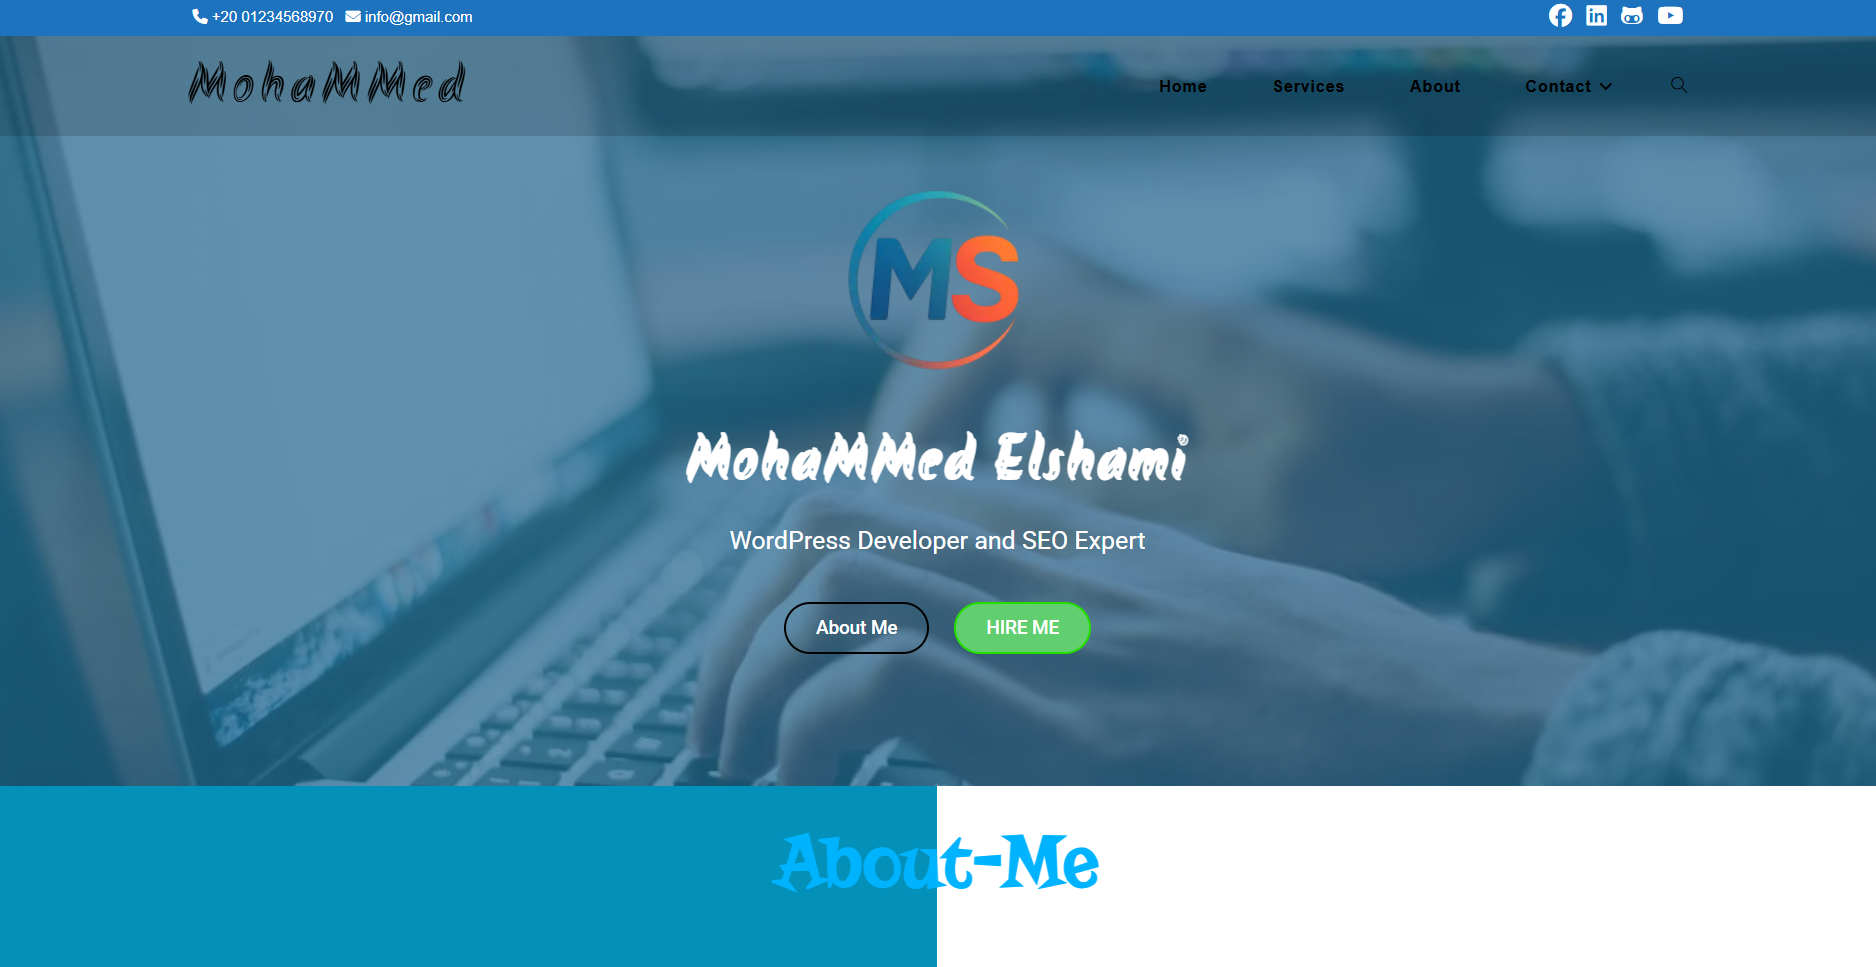 +20 01234568970 info@gmail.com
MohaMMed
Home Services About Contact
MS
MohaMMed Elshami
WordPress Developer and SEO Expert
About Me HIRE ME
About-Me